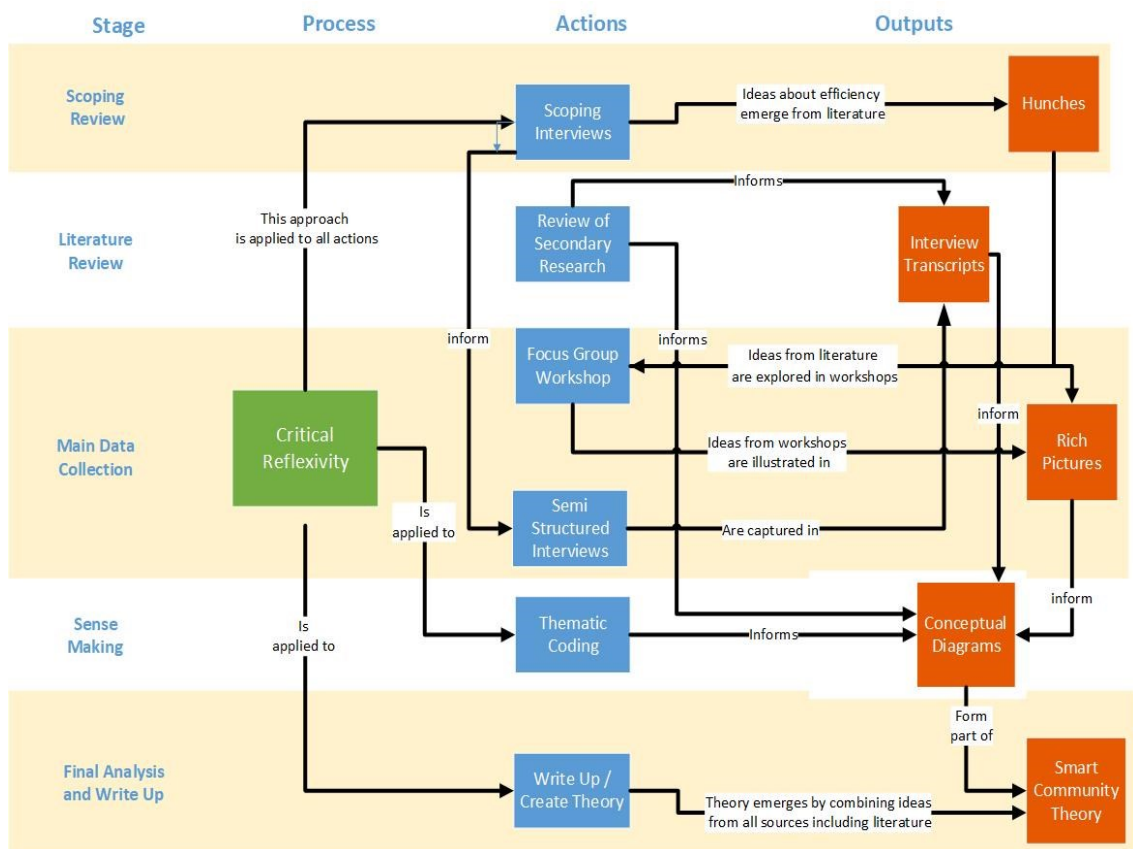 Stage
Process
Actions
Outputs
Scoping
Review
Scoping
Interviews
Ideas about efficiency
emerge from literature
Hunches
Literature
Review
This approach
is applied to all actions
Review of
Secondary
Research
Informs
Interview
Transcripts
Main Data
Collection
Critical
Reflexivity
inform
Focus Group
Workshop
informs
Ideas from literature
are explored in workshops
Ideas from workshops
are illustrated in
inform
Rich
Pictures
Is
applied to
Semi
Structured
Interviews
Are captured in
Sense
Making
Is
applied to
Thematic
Coding
Informs
Conceptual
Diagrams
inform
Form
part of
Final Analysis
and Write Up
Write Up /
Create Theory
Theory emerges by combining ideas
from all sources including literature
Smart
Community
Theory